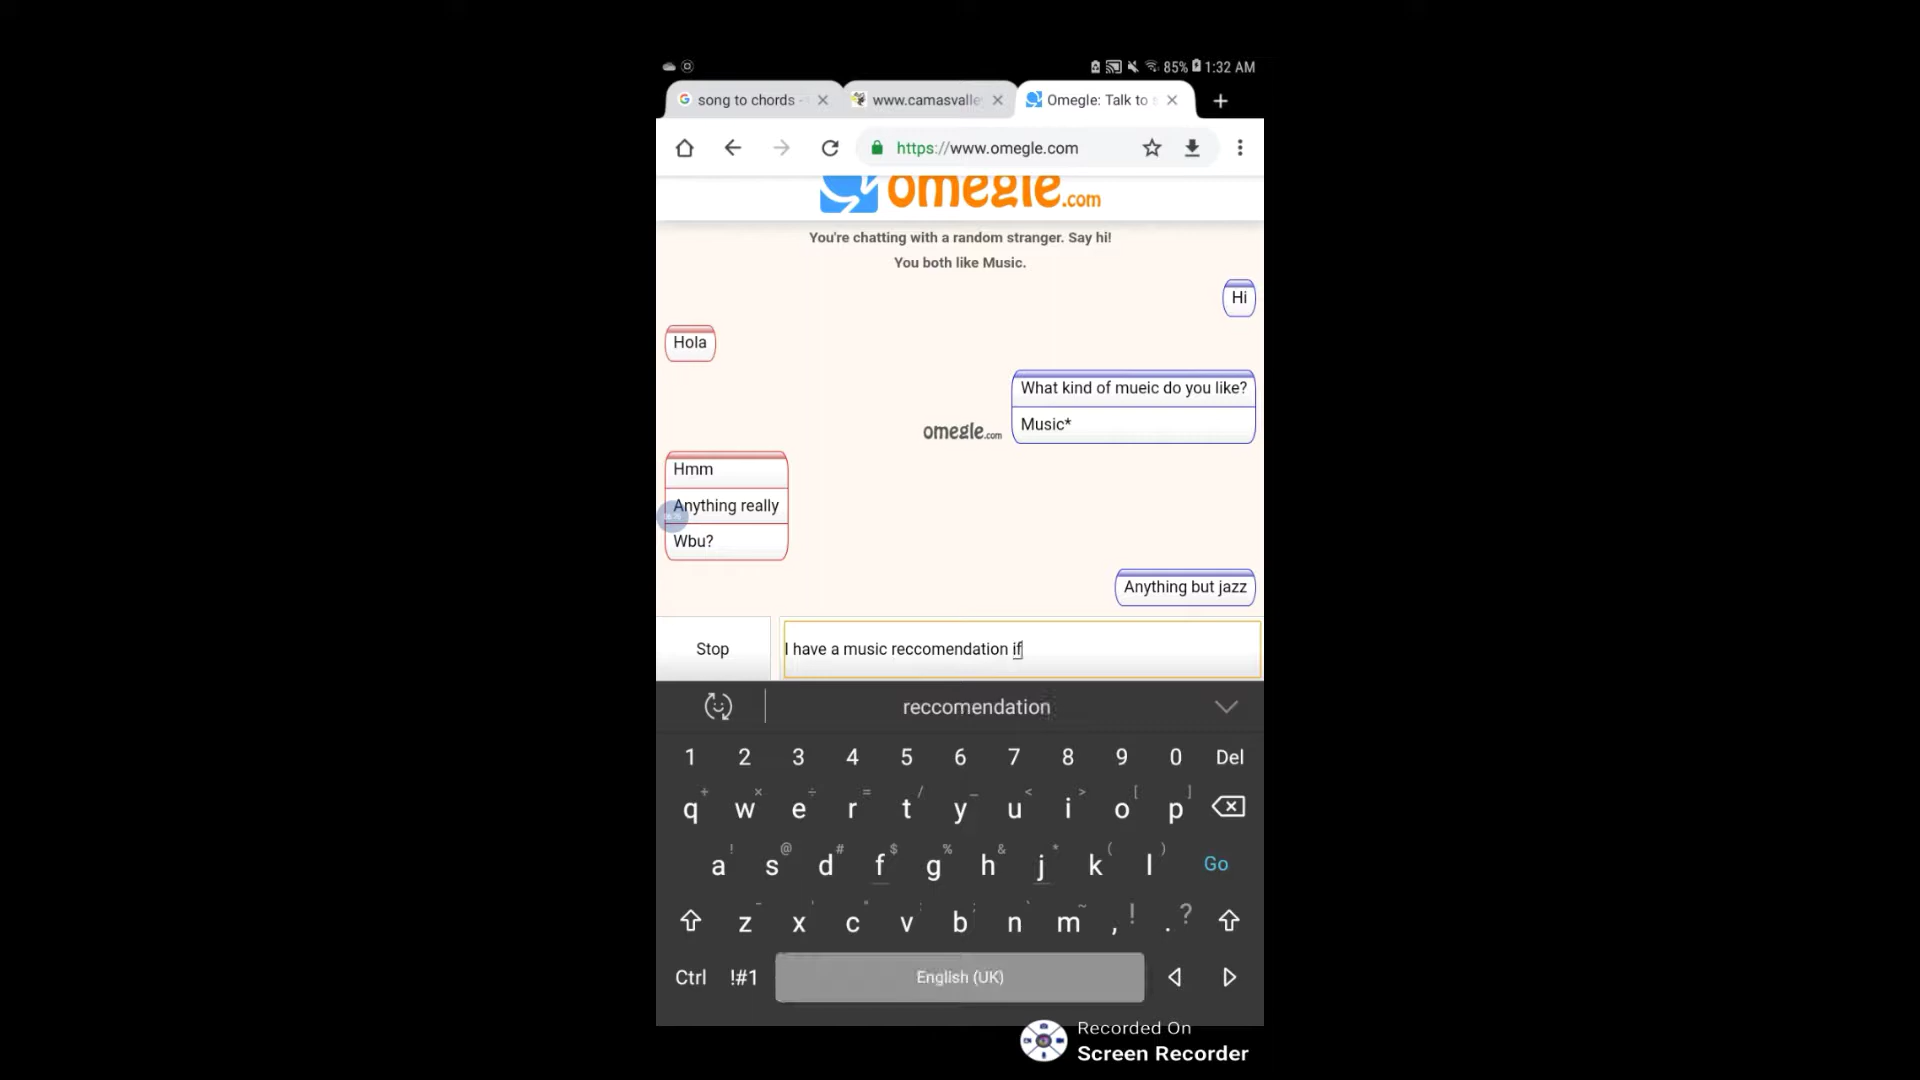 85% 1:32 AM
song to chords -
www.camasvalle
Omegle: Talk to s
https://www.omegle.com
omegle.com
You're chatting with a random stranger. Say hi!
You both like Music.
Hi
Hola
What kind of mueic do you like?
Music*
omegle.com
Hmm
Anything really
Wbu?
Anything but jazz
Stop
I have a music reccomendation if
reccomendation
1 2 3 4 5 6 7 8 9 0 Del
q w e r t y u i o p
a s d f g h j k l Go
z x c v b n m , ! . ?
Ctrl !#1 English (UK)
Recorded On
Screen Recorder